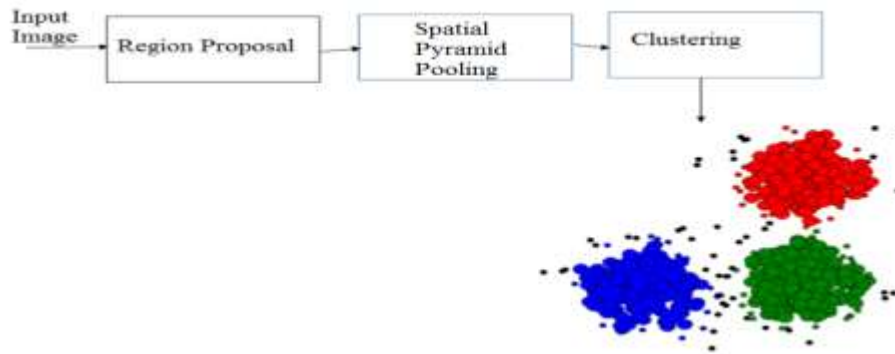 Input
Image
Region Proposal
Spatial
Pyramid
Pooling
Clustering